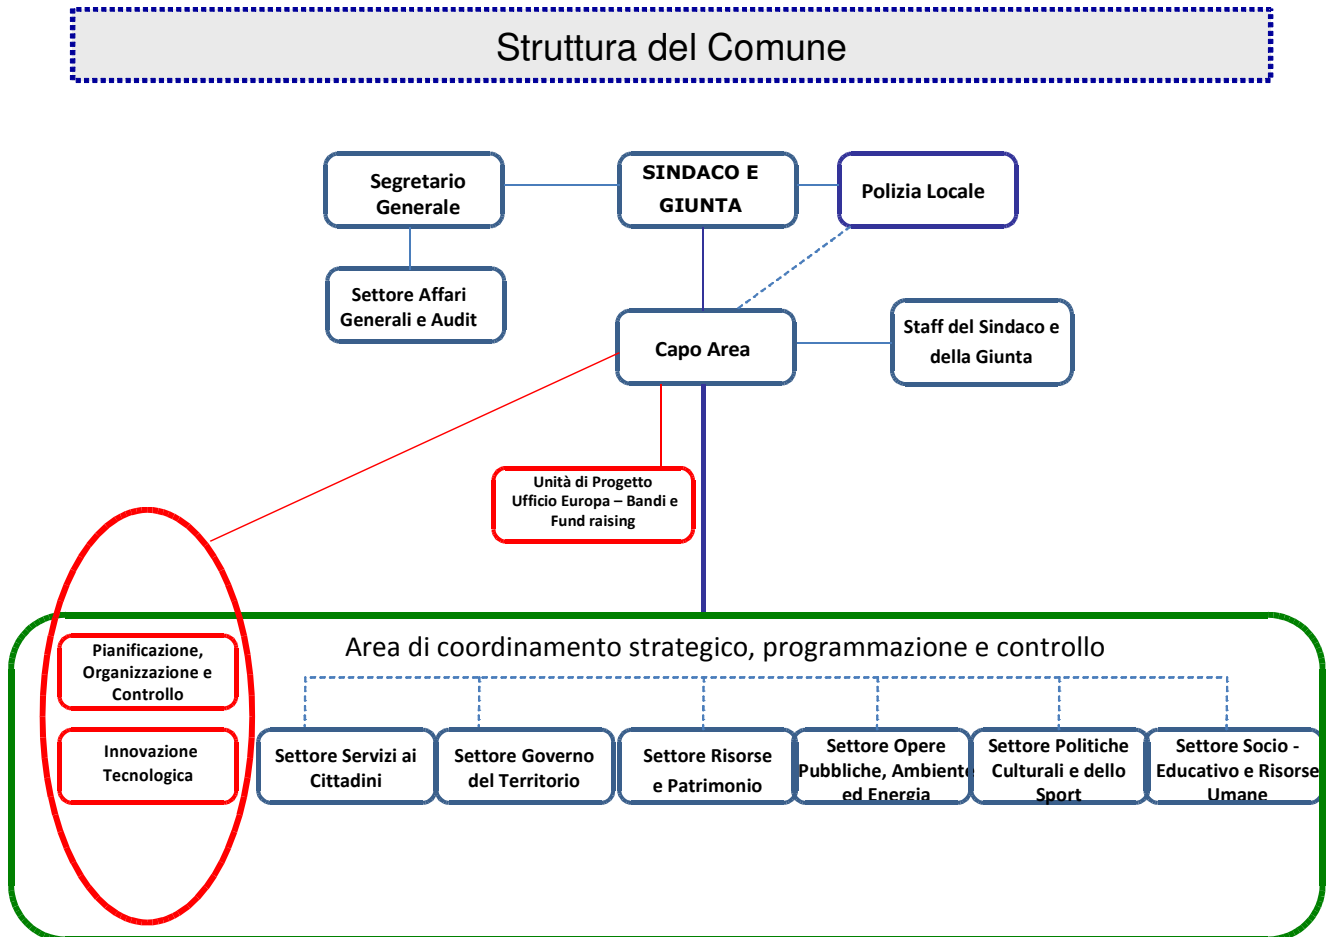 Struttura del Comune
Segretario
Generale
SINDACO E
GIUNTA
Polizia Locale
Settore Affari
Generali e Audit
Capo Area
Staff del Sindaco e
della Giunta
Unità di Progetto
Ufficio Europa – Bandi e
Fund raising
Area di coordinamento strategico, programmazione e controllo
Pianificazione,
Organizzazione e
Controllo
Innovazione
Tecnologica
Settore Servizi ai
Cittadini
Settore Governo
del Territorio
Settore Risorse
e Patrimonio
Settore Opere
Pubbliche, Ambiente
ed Energia
Settore Politiche
Culturali e dello
Sport
Settore Socio -
Educativo e Risorse
Umane